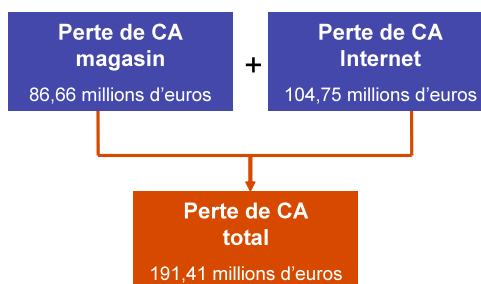 Perte de CA
magasin
86,66 millions d’euros
+
Perte de CA
Internet
104,75 millions d’euros
Perte de CA
total
191,41 millions d’euros